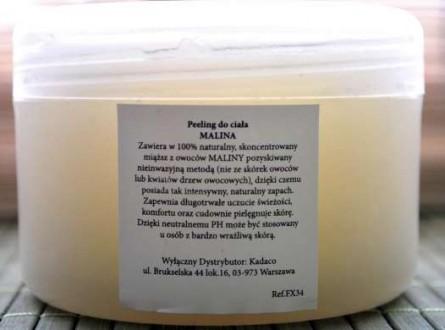 Peeling do ciała
MALINA
Zawiera w 100% naturalny, skoncentrowany
miąższ z owoców MALINY pozyskiwany
nieinwazyjną metodą (nie ze skórek owoców
lub kwiatów drzew owocowych), dzięki czemu
posiada tak intensywny, naturalny zapach.
Zapewnia długotrwałe uczucie świeżości,
komfortu oraz cudownie pielęgnuje skórę.
Dzięki neutralnemu PH może być stosowany
u osób z bardzo wrażliwą skórą.
Wyłączny Dystrybutor: Kadaco
ul. Brukselska 44 lok.16, 03-973 Warszawa
Ref.FX34